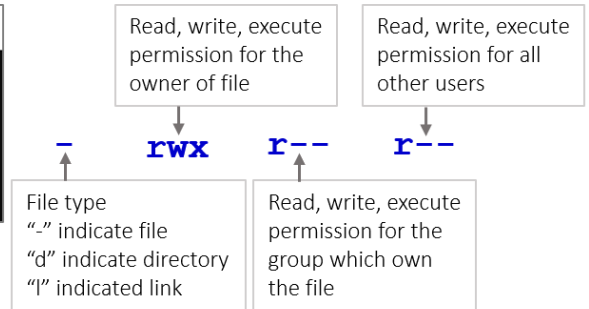 Read, write, execute
permission for the
owner of file
Read, write, execute
permission for all
other users
- rwx r-- r--
File type
“-” indicate file
“d” indicate directory
“l” indicated link
Read, write, execute
permission for the
group which own
the file